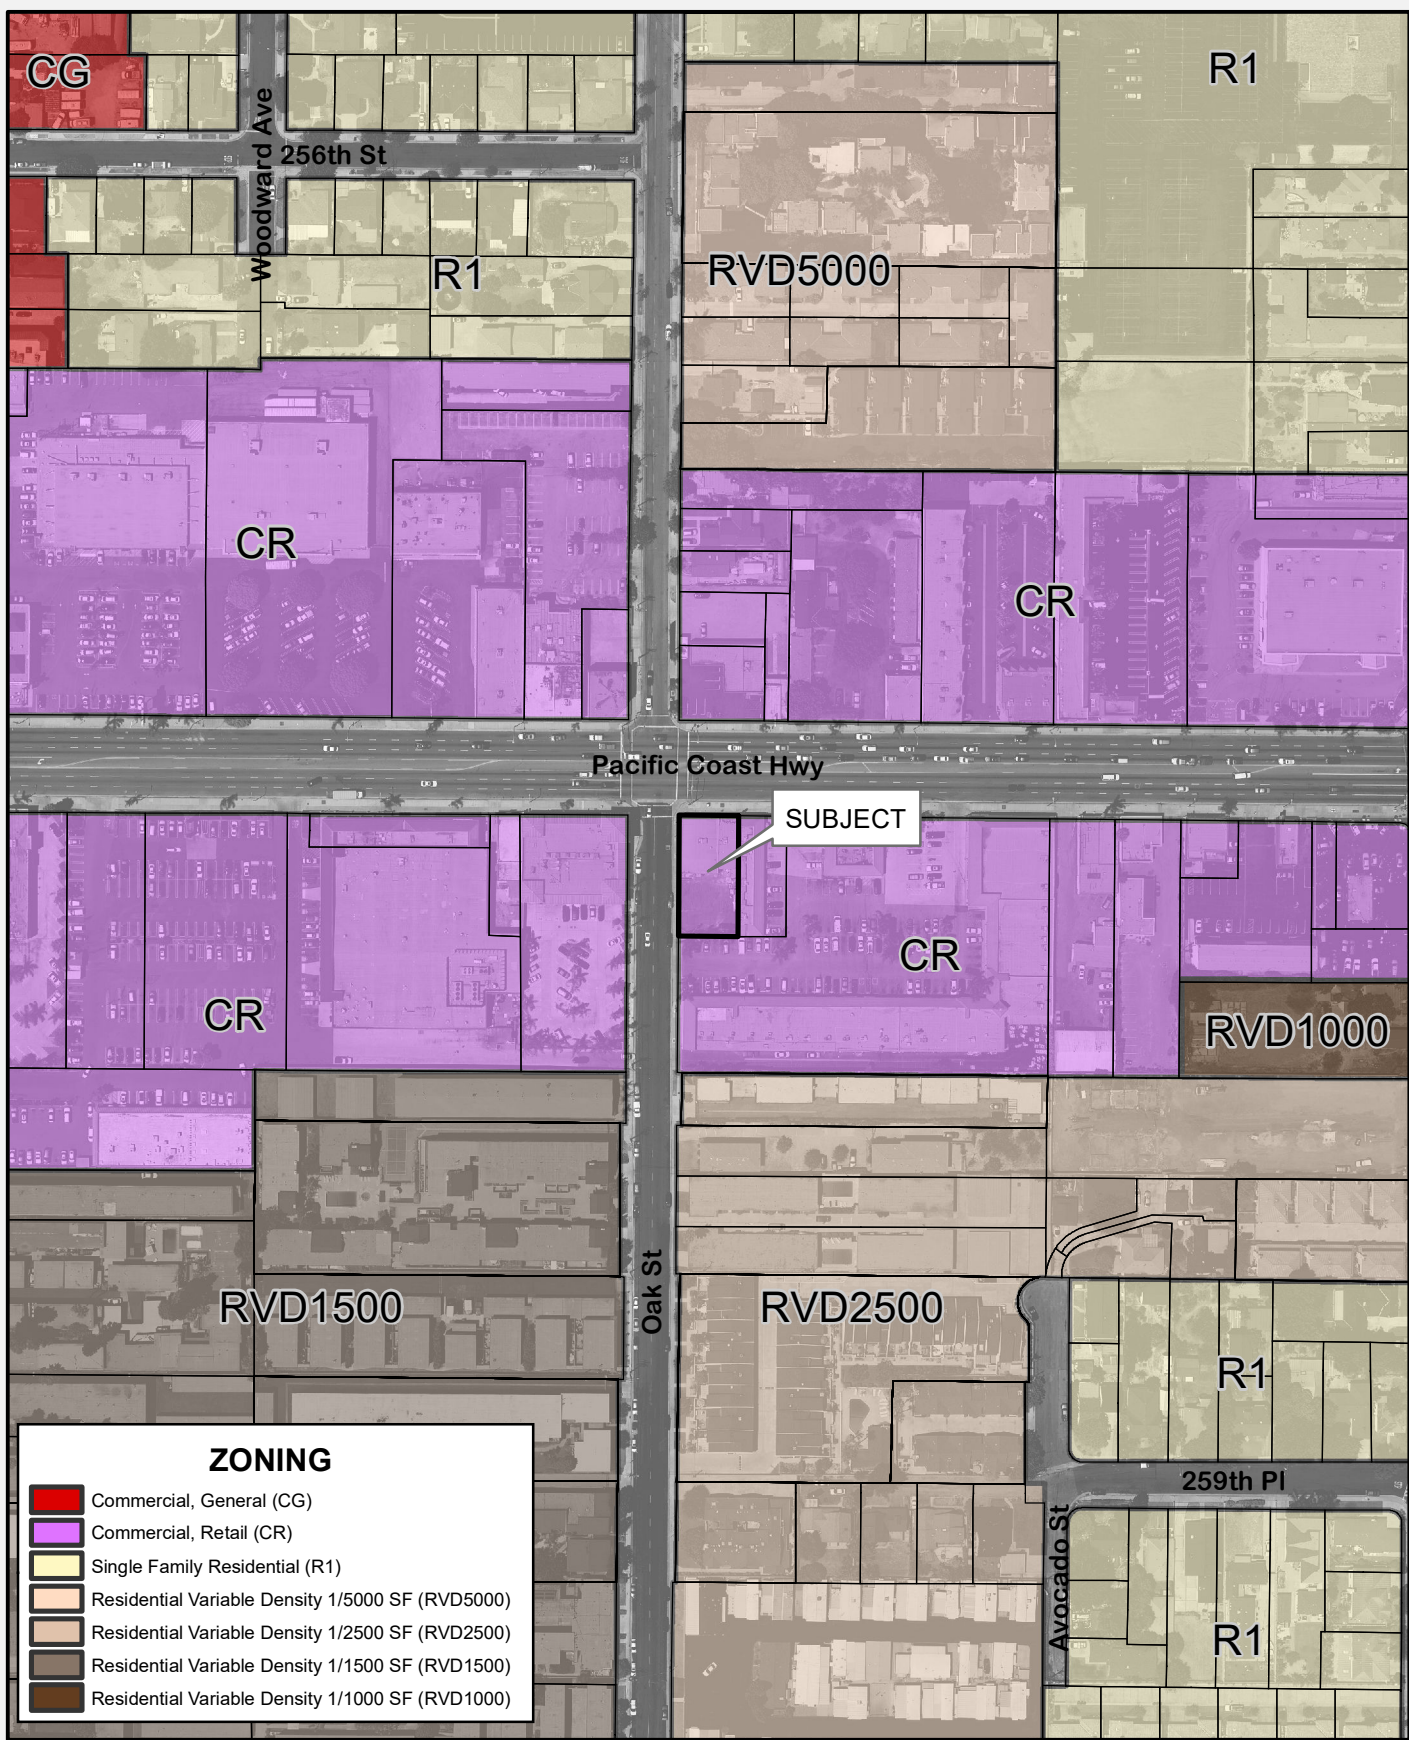 CG
R1
Woodward Ave
256th St
R1
RVD5000
CR
CR
Pacific Coast Hwy
SUBJECT
CR
CR
RVD1000
Oak St
RVD1500
RVD2500
R1
259th Pl
Avocado St
R1
ZONING
Commercial, General (CG)
Commercial, Retail (CR)
Single Family Residential (R1)
Residential Variable Density 1/5000 SF (RVD5000)
Residential Variable Density 1/2500 SF (RVD2500)
Residential Variable Density 1/1500 SF (RVD1500)
Residential Variable Density 1/1000 SF (RVD1000)